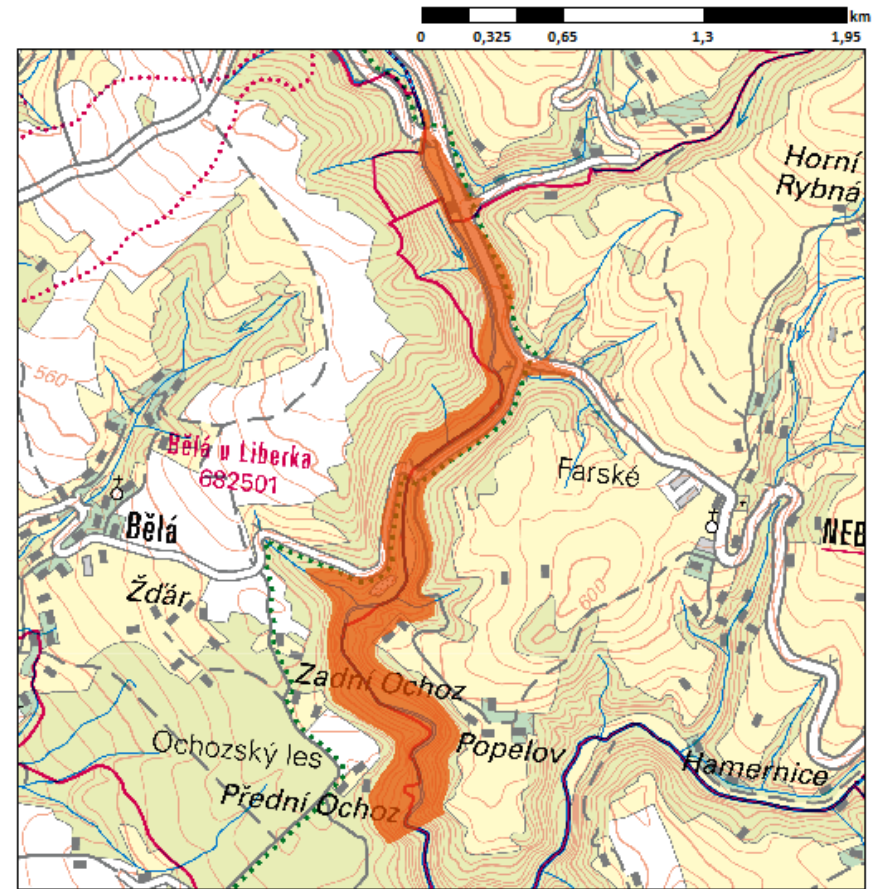 km
0 0,325 0,65 1,3 1,95
Horní
Rybná
560
Bělá u Liberka
682501
Farské
Bělá
NEB
Žďár
600
Zadní Ochoz
Ochozský les
Popelov
Hamernice
Přední Ochoz